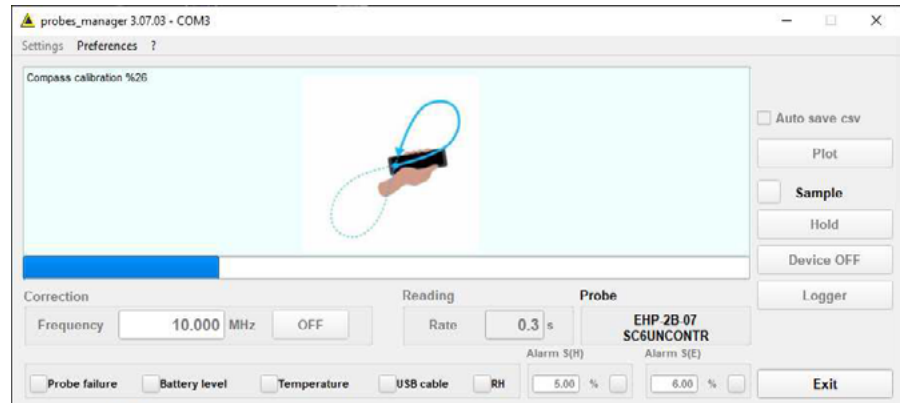 probes_manager 3.07.03 - COM3
Settings Preferences ?
Compass calibration %26
Auto save csv
Plot
Sample
Hold
Device OFF
Logger
Correction
Reading
Probe
Frequency 10.000 MHz OFF
Rate 0.3 s
EHP-2B-07
SC6UNCONTR
Alarm S(H)
Alarm S(E)
Probe failure Battery level Temperature USB cable RH
5.00 %
6.00 %
Exit